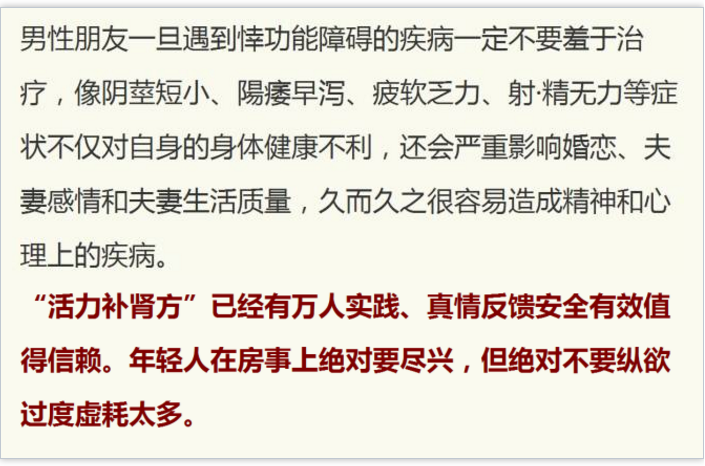 男性朋友一旦遇到悻功能障碍的疾病一定不要羞于治
疗，像阴茎短小、陽痿早泻、疲软乏力、射·精无力等症
状不仅对自身的身体健康不利，还会严重影响婚恋、夫
妻感情和夫妻生活质量，久而久之很容易造成精神和心
理上的疾病。
“活力补肾方”已经有万人实践、真情反馈安全有效值
得信赖。年轻人在房事上绝对要尽兴，但绝对不要纵欲
过度虚耗太多。